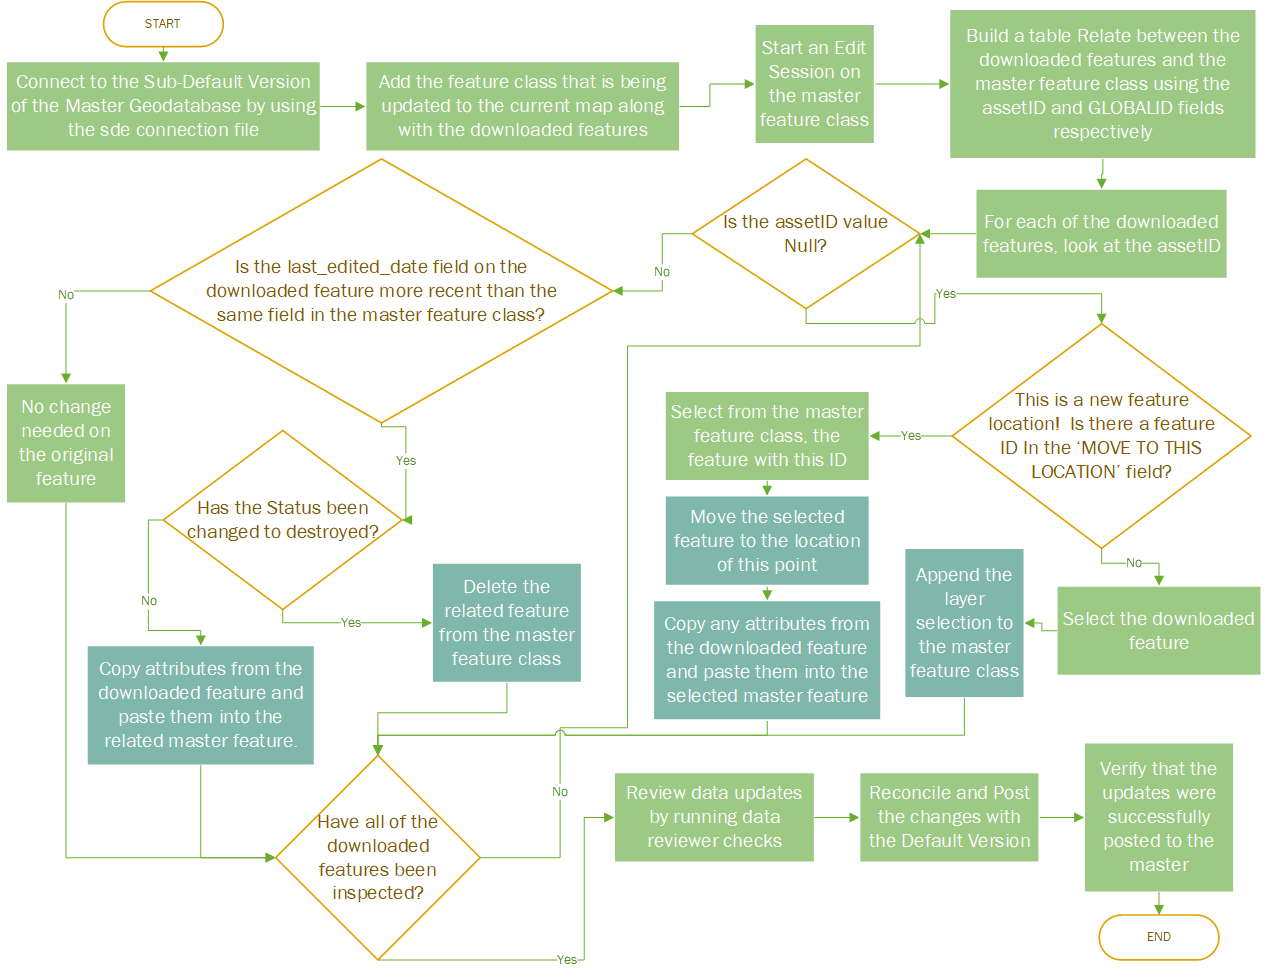 START
Connect to the Sub-Default Version
of the Master Geodatabase by using
the sde connection file
Add the feature class that is being
updated to the current map along
with the downloaded features
Start an Edit
Session on
the master
feature class
Build a table Relate between the
downloaded features and the
master feature class using the
assetID and GLOBALID fields
respectively
For each of the downloaded
features, look at the assetID
Is the assetID value
Null?
No
Yes
Is the last_edited_date field on the
downloaded feature more recent than the
same field in the master feature class?
No
Yes
No change
needed on
the original
feature
Has the Status been
changed to destroyed?
No
Yes
Copy attributes from the
downloaded feature and
paste them into the
related master feature.
Delete the
related feature
from the master
feature class
This is a new feature
location! Is there a feature
ID In the ‘MOVE TO THIS
LOCATION’ field?
Yes
No
Select from the master
feature class, the
feature with this ID
Move the selected
feature to the location
of this point
Copy any attributes from
the downloaded feature
and paste them into the
selected master feature
Select the downloaded
feature
Append the
layer
selection to
the master
feature class
Have all of the
downloaded
features been
inspected?
No
Yes
Review data updates
by running data
reviewer checks
Reconcile and Post
the changes with
the Default Version
Verify that the
updates were
successfully
posted to the
master
END